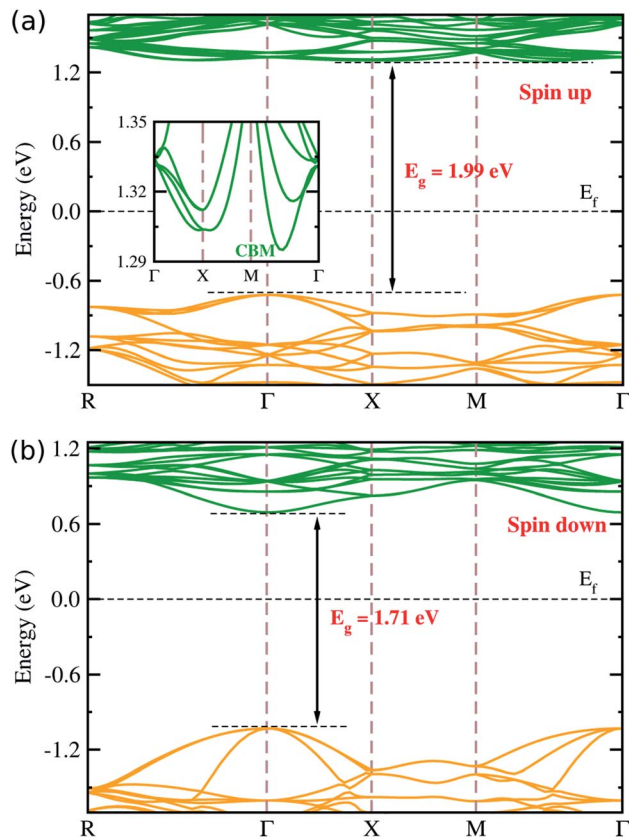 (a)
1.2
0.6
0.0
-0.6
-1.2
Energy (eV)
Spin up
E_g = 1.99 eV
E_f
1.35
1.32
1.29
CBM
Γ X M Γ
R Γ X M Γ
(b)
1.2
0.6
0.0
-0.6
-1.2
Energy (eV)
Spin down
E_f
E_g = 1.71 eV
R Γ X M Γ